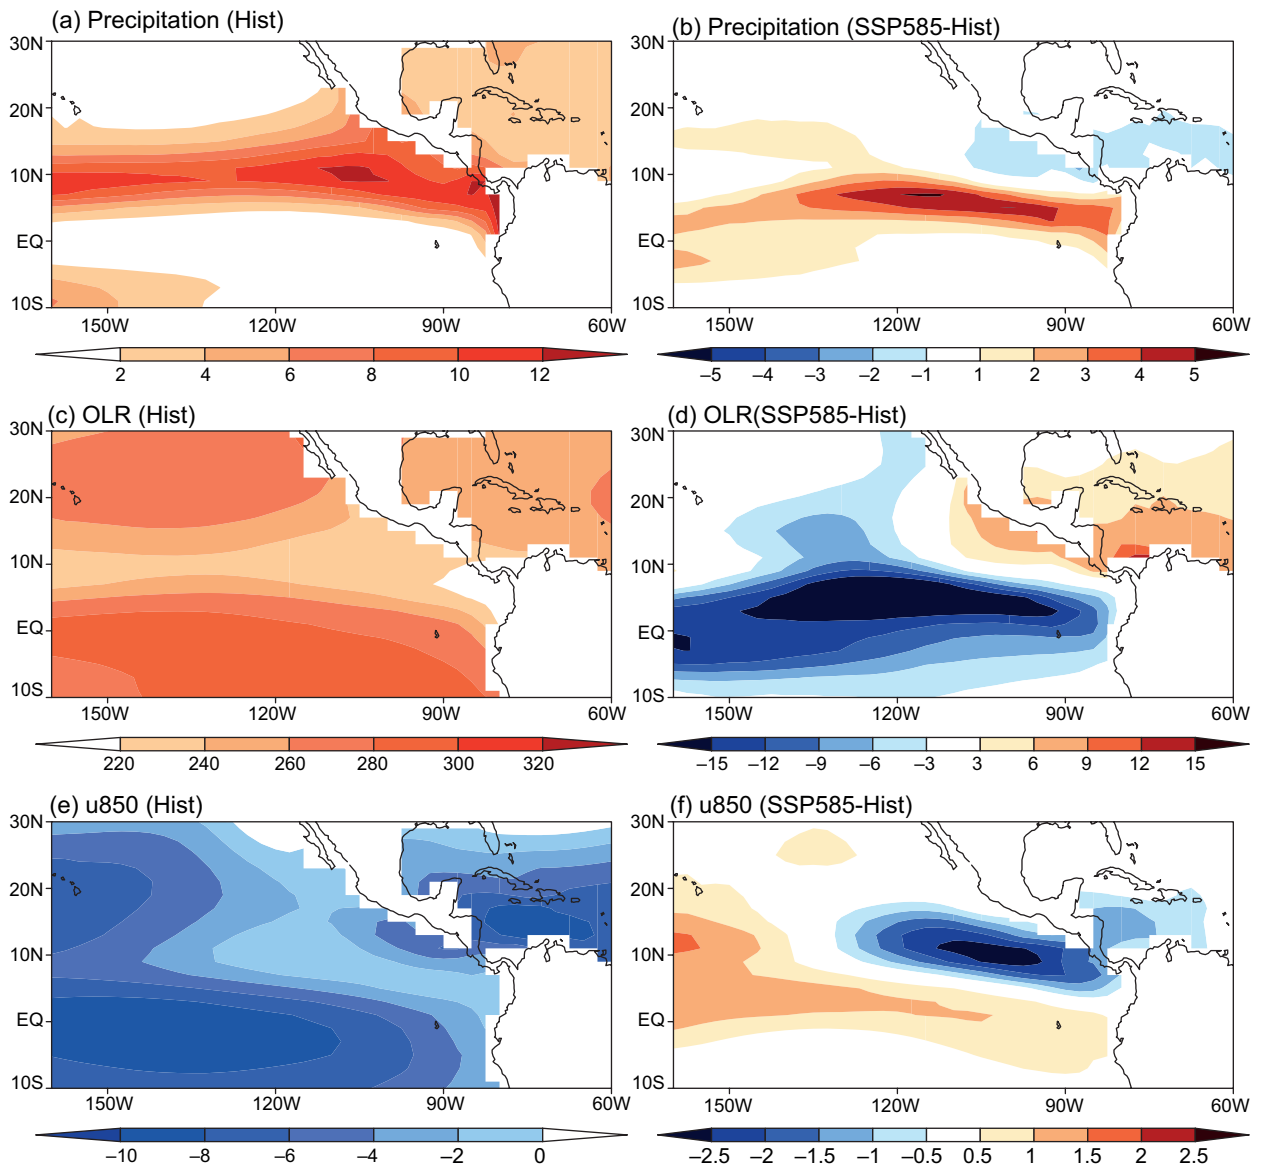 (a) Precipitation (Hist)
b) Precipitation (SSP585-Hist)
30N
20N
10N
EQ
10S
150W 120W 90W 60W
2 4 6 8 10 12
30N
20N
10N
EQ
10S
150W 120W 90W 60W
–5 –4 –3 –2 –1 1 2 3 4 5
(c) OLR (Hist)
(d) OLR(SSP585-Hist)
30N
20N
10N
EQ
10S
150W 120W 90W 60W
220 240 260 280 300 320
30N
20N
10N
EQ
10S
150W 120W 90W 60W
–15 –12 –9 –6 –3 3 6 9 12 15
(e) u850 (Hist)
(f) u850 (SSP585-Hist)
30N
20N
10N
EQ
10S
150W 120W 90W 60W
–10 –8 –6 –4 –2 0
30N
20N
10N
EQ
10S
150W 120W 90W 60W
–2.5 –2 –1.5 –1 –0.5 0.5 1 1.5 2 2.5